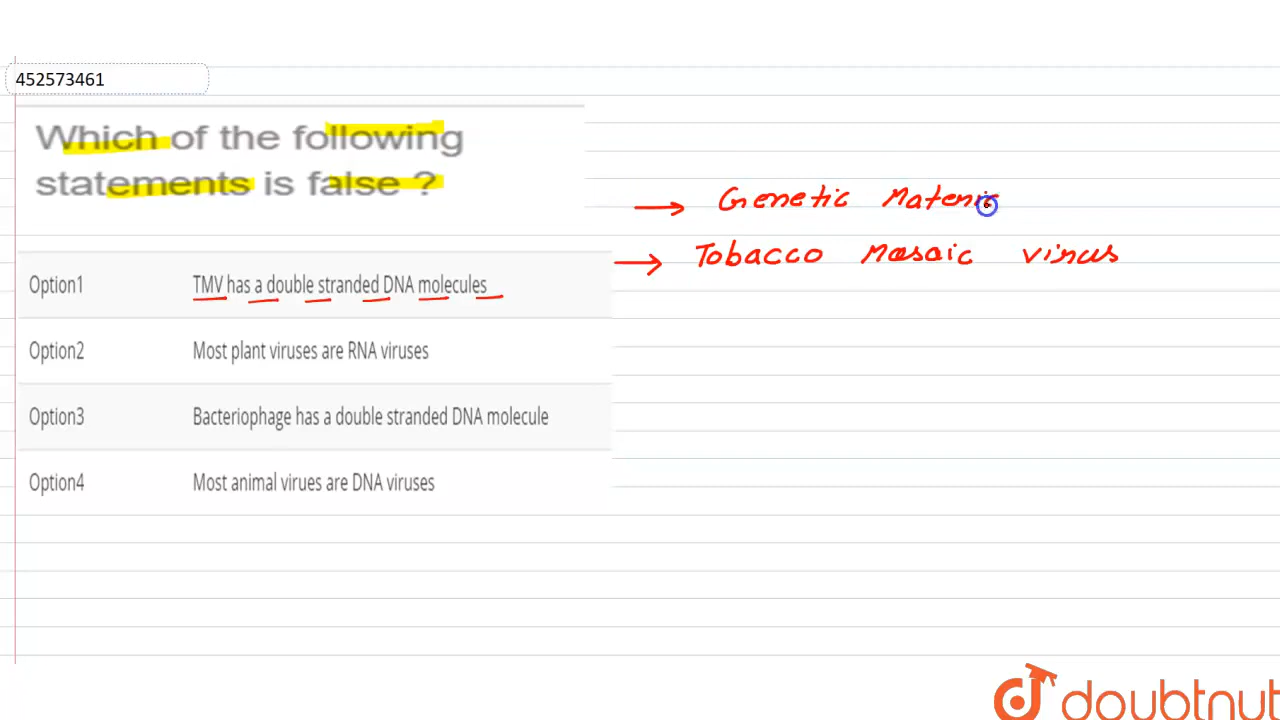 452573461
Which of the following
statements is false ?
→ Genetic Materic
→ Tobacco Mosaic virus
Option1 TMV has a double stranded DNA molecules
Option2 Most plant viruses are RNA viruses
Option3 Bacteriophage has a double stranded DNA molecule
Option4 Most animal virues are DNA viruses
doubtnut